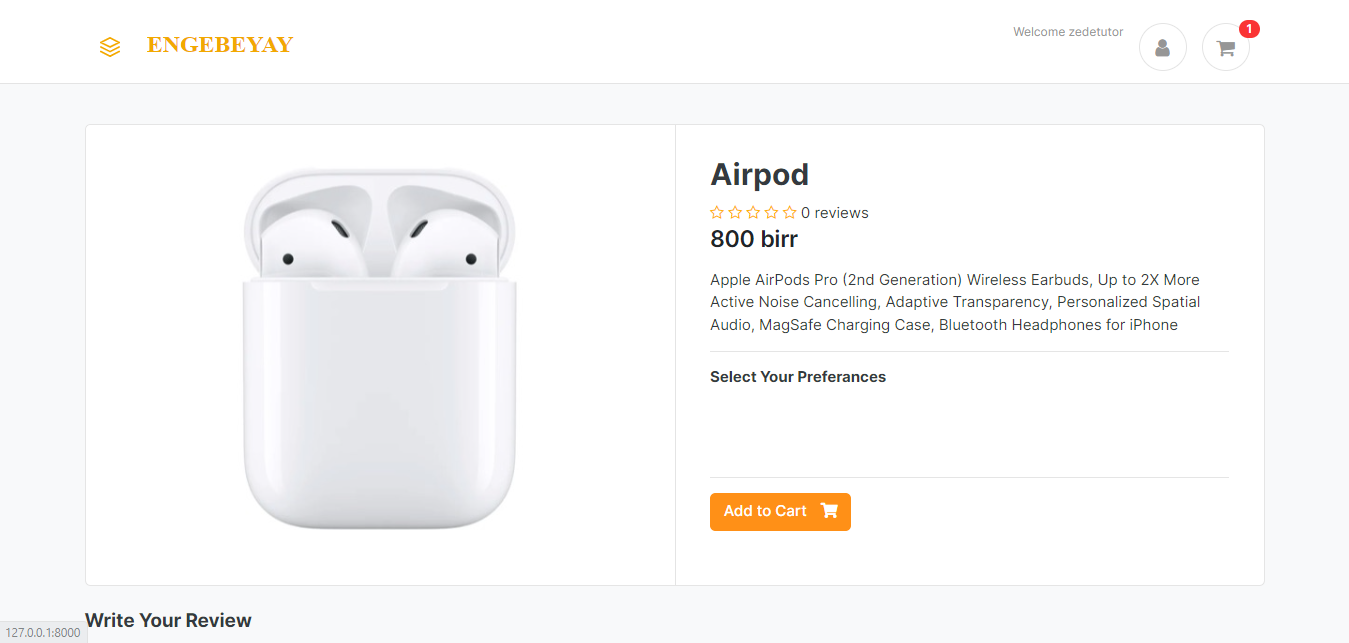 ENGEBEYAY
Welcome zedetutor
1
Airpod
0 reviews
800 birr
Apple AirPods Pro (2nd Generation) Wireless Earbuds, Up to 2X More
Active Noise Cancelling, Adaptive Transparency, Personalized Spatial
Audio, MagSafe Charging Case, Bluetooth Headphones for iPhone
Select Your Preferances
Add to Cart
Write Your Review
127.0.0.1:8000